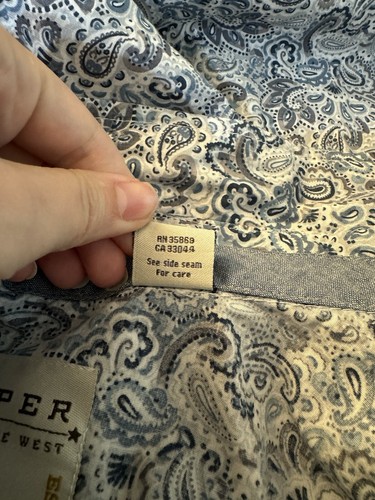 RN 35869
CA 33044
See side seam
For care
PER
E WEST